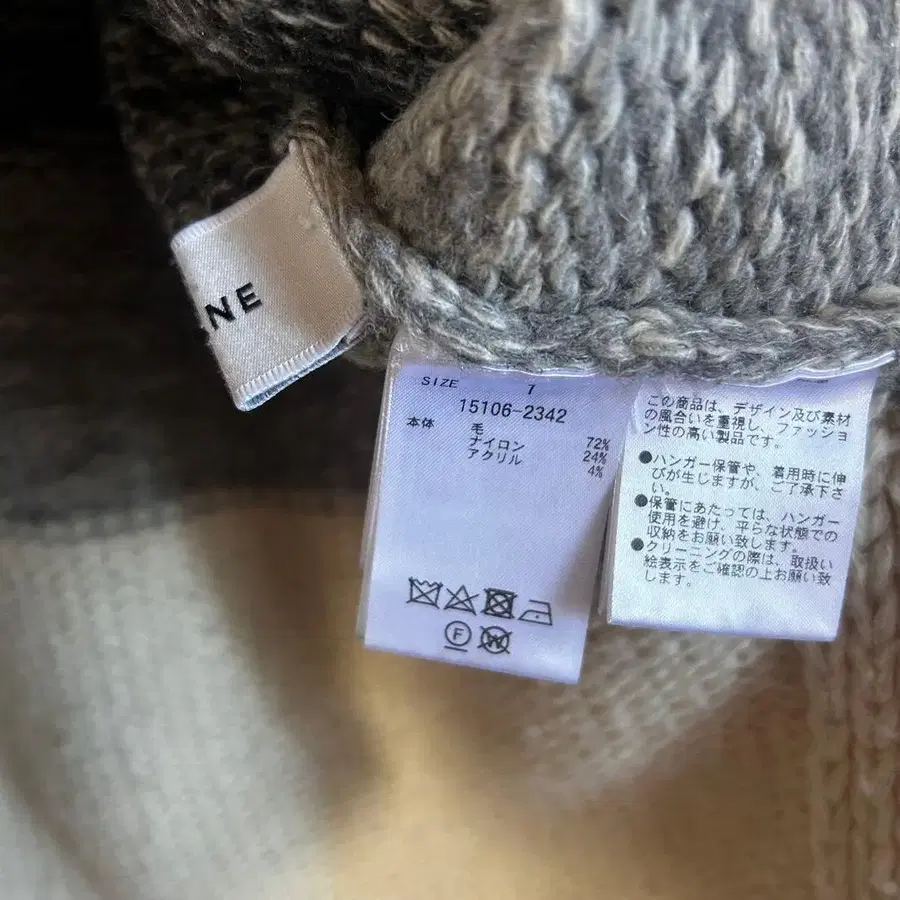 NE
SIZE 1
15106-2342
本体 毛 72%
ナイロン 24%
アクリル 4%
F
W
この商品は、デザイン及び素材
の風合いを重視し、ファッショ
ン性の高い製品です。
●ハンガー保管や、着用時に伸
びが生じますが、ご了承下さ
い。
●保管にあたっては、ハンガー
使用を避け、平らな状態での
収納をお願い致します。
●クリーニングの際は、取扱い
絵表示をご確認の上お願い致
します。